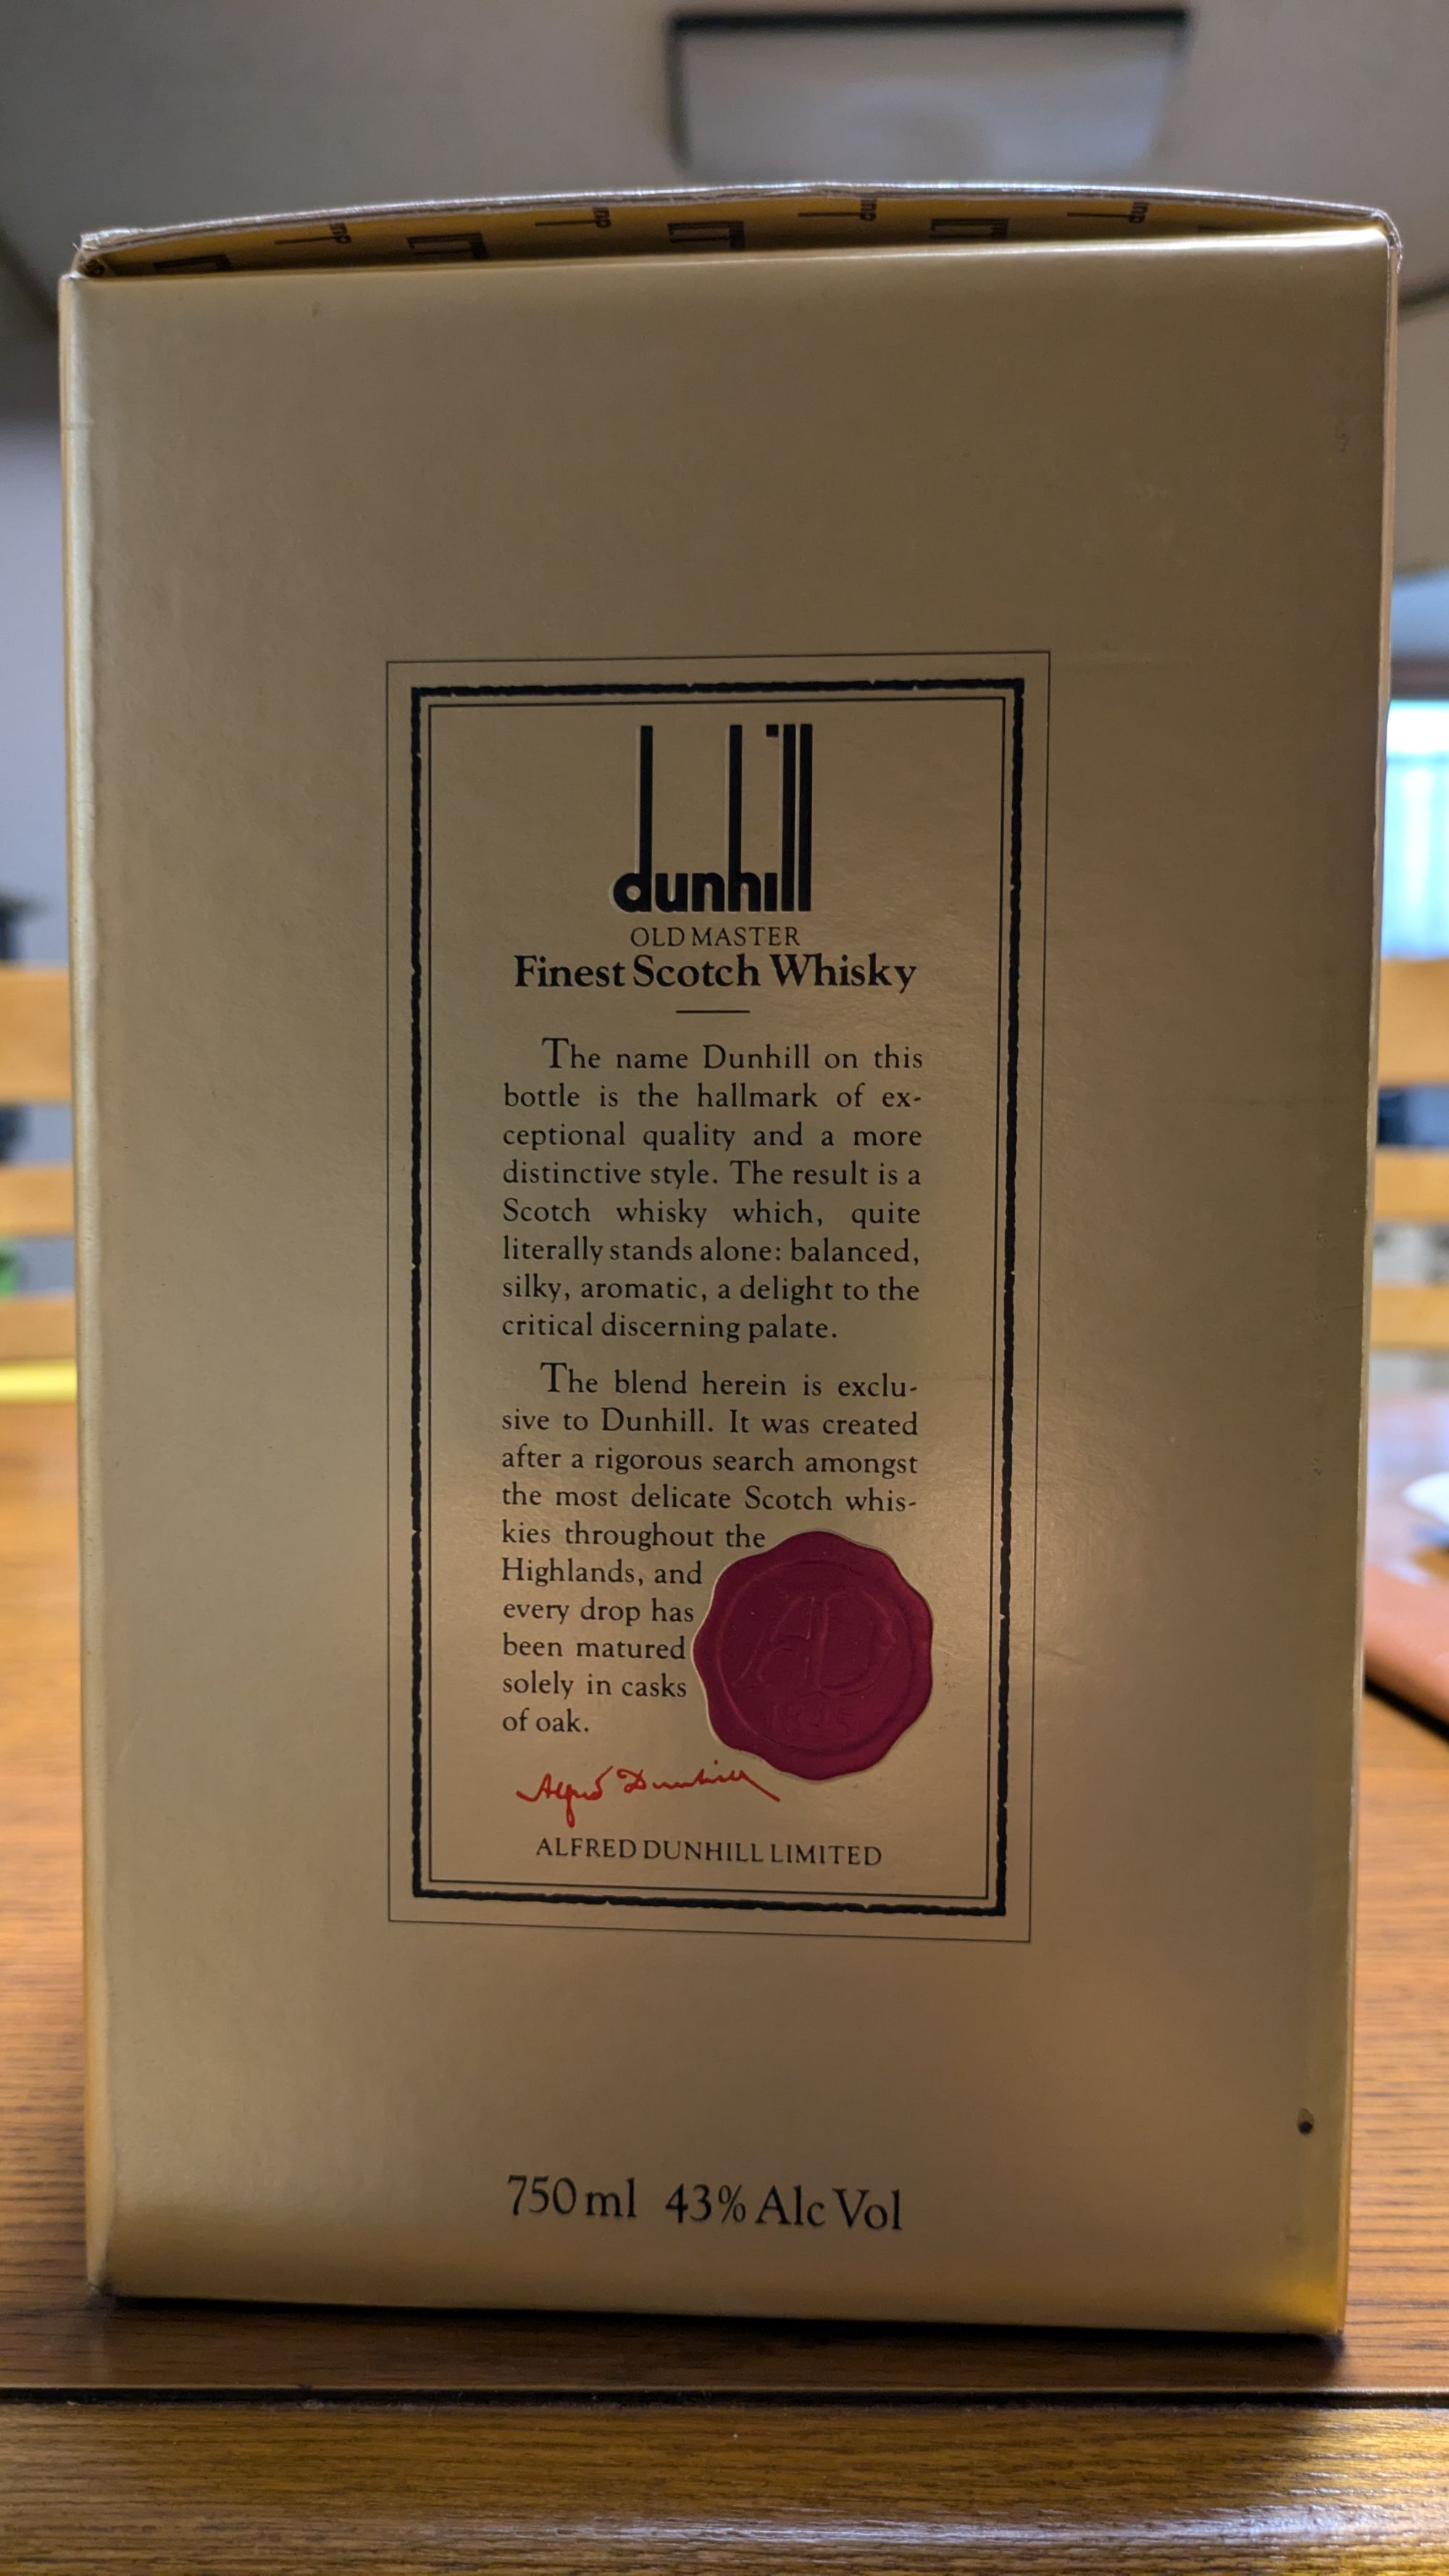 dunhill
OLD MASTER
Finest Scotch Whisky
The name Dunhill on this
bottle is the hallmark of ex-
ceptional quality and a more
distinctive style. The result is a
Scotch whisky which, quite
literally stands alone: balanced,
silky, aromatic, a delight to the
critical discerning palate.
The blend herein is exclu-
sive to Dunhill. It was created
after a rigorous search amongst
the most delicate Scotch whis-
kies throughout the
Highlands, and
every drop has
been matured
solely in casks
of oak.
AD
Alfred Dunhill
ALFRED DUNHILL LIMITED
750 ml 43% Alc Vol